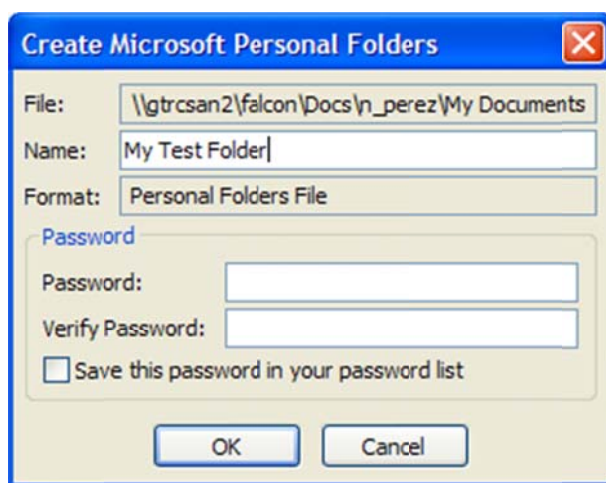 Create Microsoft Personal Folders
File: \\gtrcsan2\falcon\Docs\n_perez\My Documents
Name: My Test Folder
Format: Personal Folders File
Password
Password:
Verify Password:
Save this password in your password list
OK Cancel